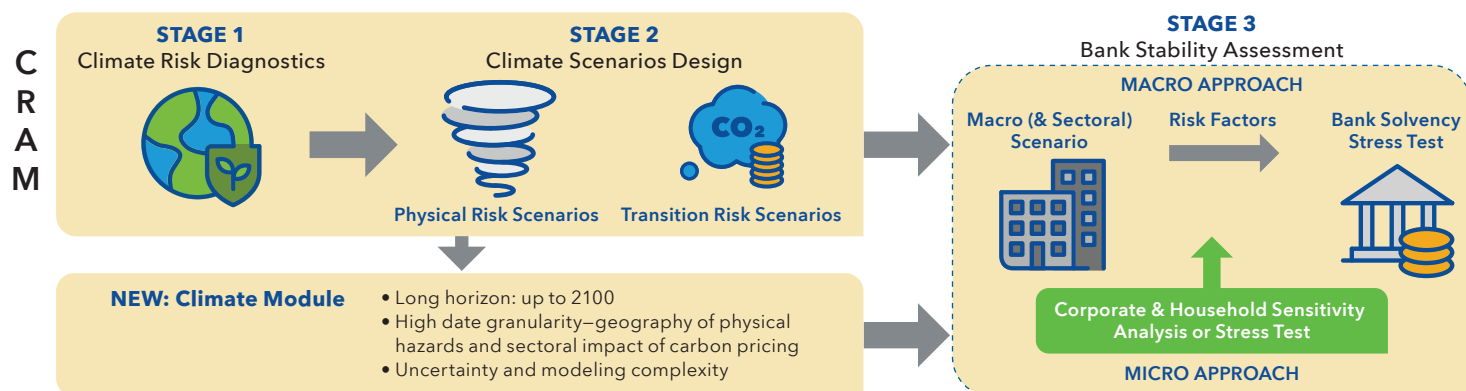 C
R
A
M
STAGE 1
Climate Risk Diagnostics
STAGE 2
Climate Scenarios Design
CO2
Physical Risk Scenarios
Transition Risk Scenarios
NEW: Climate Module
• Long horizon: up to 2100
• High date granularity—geography of physical
hazards and sectoral impact of carbon pricing
• Uncertainty and modeling complexity
STAGE 3
Bank Stability Assessment
MACRO APPROACH
Macro (& Sectoral)
Scenario
Risk Factors
Bank Solvency
Stress Test
Corporate & Household Sensitivity
Analysis or Stress Test
MICRO APPROACH